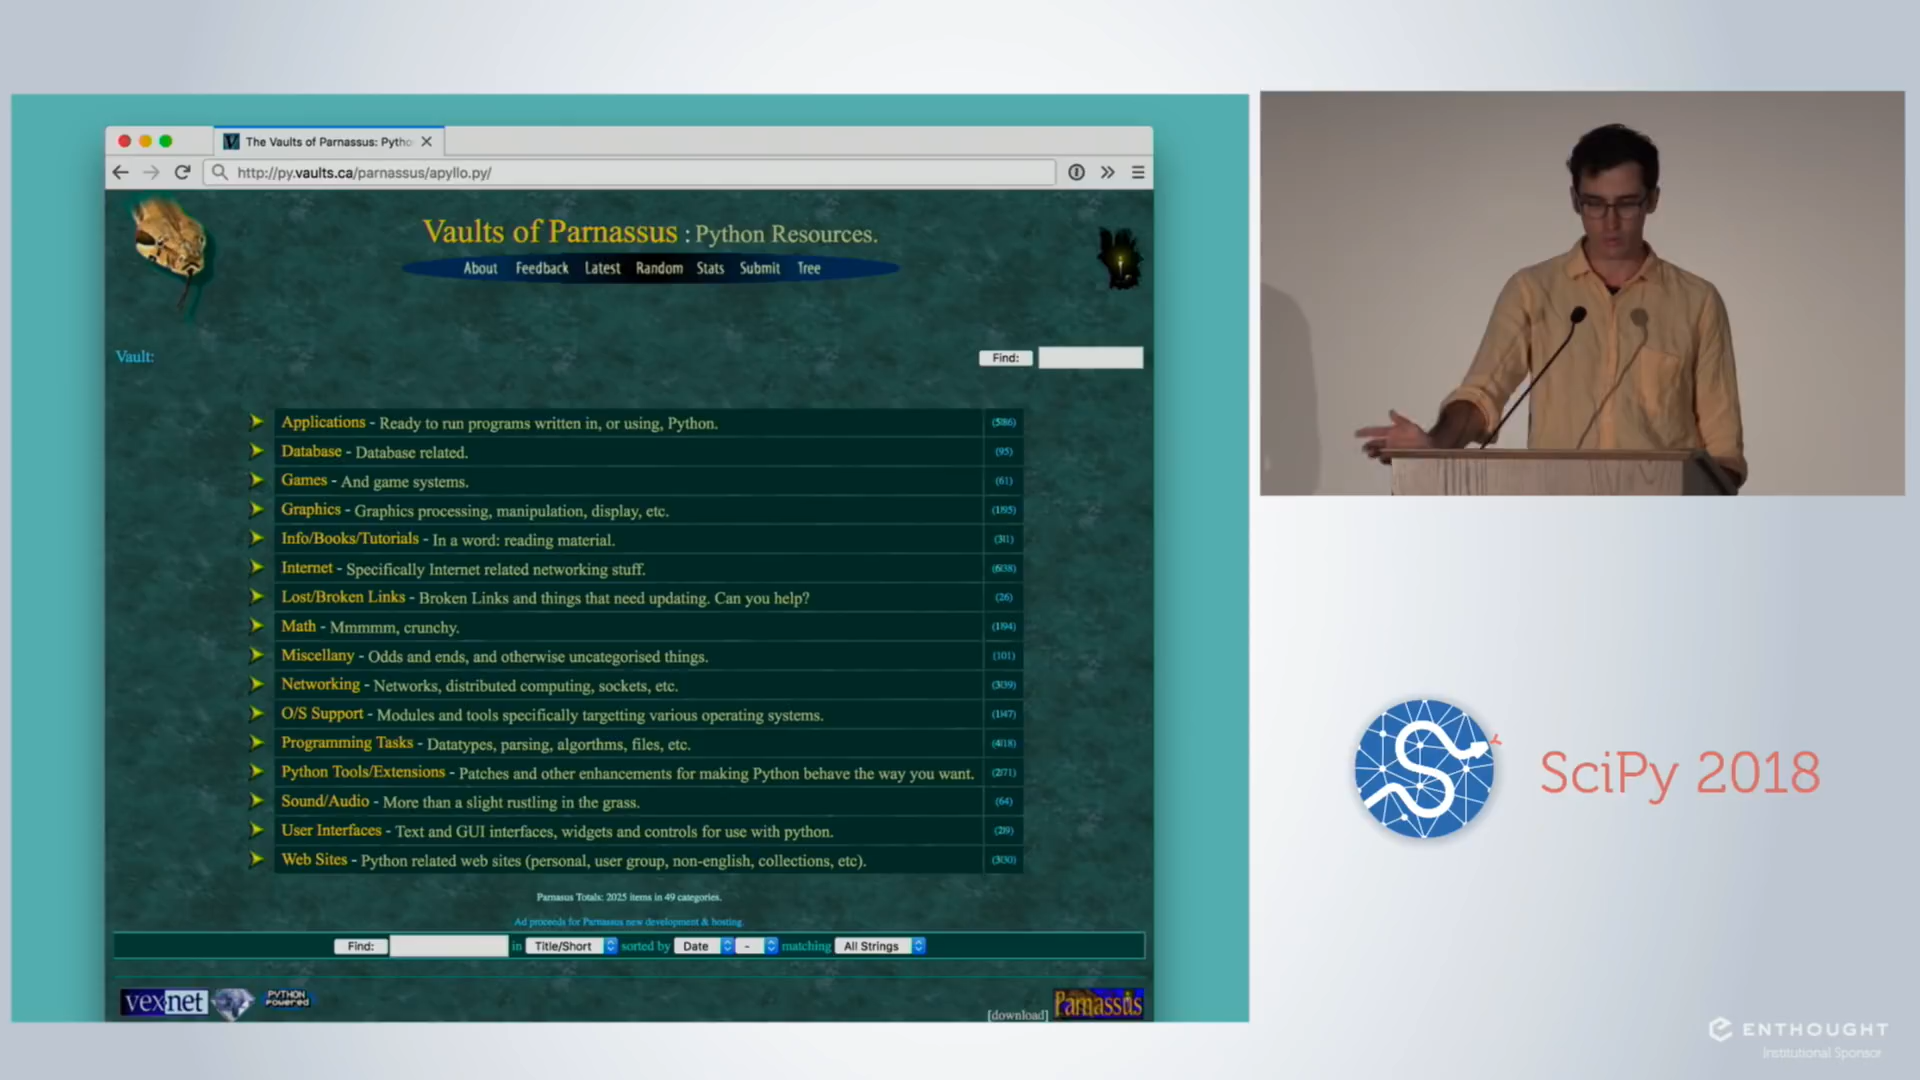 The Vaults of Parnassus: Pytho
http://py.vaults.ca/parnassus/apyllo.py/
Vaults of Parnassus : Python Resources.
About Feedback Latest Random Stats Submit Tree
Vault:
Find:
Applications - Ready to run programs written in, or using, Python.
Database - Database related. (95)
Games - And game systems. (61)
Graphics - Graphics processing, manipulation, display, etc.
Info/Books/Tutorials - In a word: reading material.
Internet - Specifically Internet related networking stuff.
Lost/Broken Links - Broken Links and things that need updating. Can you help? (26)
Math - Mmmmm, crunchy.
Miscellany - Odds and ends, and otherwise uncategorised things. (101)
Networking - Networks, distributed computing, sockets, etc.
O/S Support - Modules and tools specifically targetting various operating systems.
Programming Tasks - Datatypes, parsing, algorthms, files, etc.
Python Tools/Extensions - Patches and other enhancements for making Python behave the way you want.
Sound/Audio - More than a slight rustling in the grass. (64)
User Interfaces - Text and GUI interfaces, widgets and controls for use with python.
Web Sites - Python related web sites (personal, user group, non-english, collections, etc).
Parnasus Totals: 2025 items in 49 categories.
Ad proceeds for Parnassus new development & hosting.
Find: in Title/Short sorted by Date - matching All Strings
vexnet PYTHON POWERED
[download] Parnassus
SciPy 2018
ENTHOUGHT
Institutional Sponsor